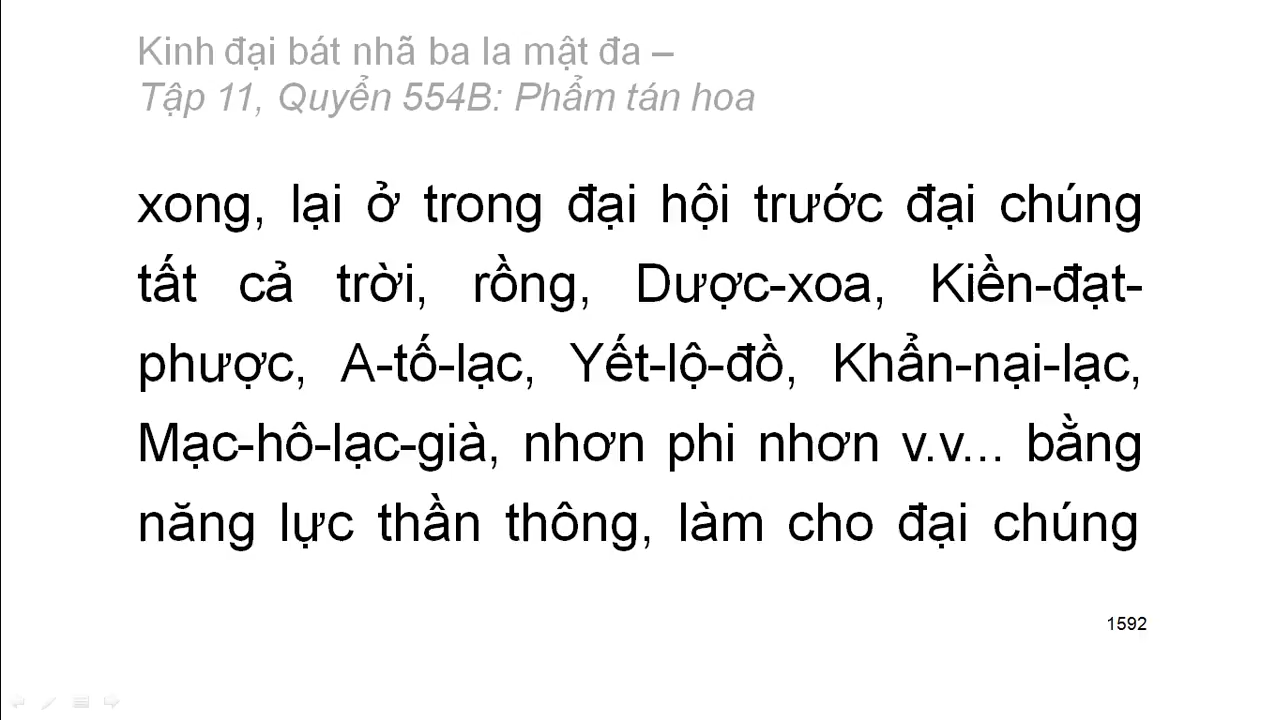 Kinh đại bát nhã ba la mật đa –
Tập 11, Quyển 554B: Phẩm tán hoa
xong, lại ở trong đại hội trước đại chúng
tất cả trời, rồng, Dược-xoa, Kiền-đạt-
phược, A-tố-lạc, Yết-lộ-đồ, Khẩn-nại-lạc,
Mạc-hô-lạc-già, nhơn phi nhơn v.v... bằng
năng lực thần thông, làm cho đại chúng
1592